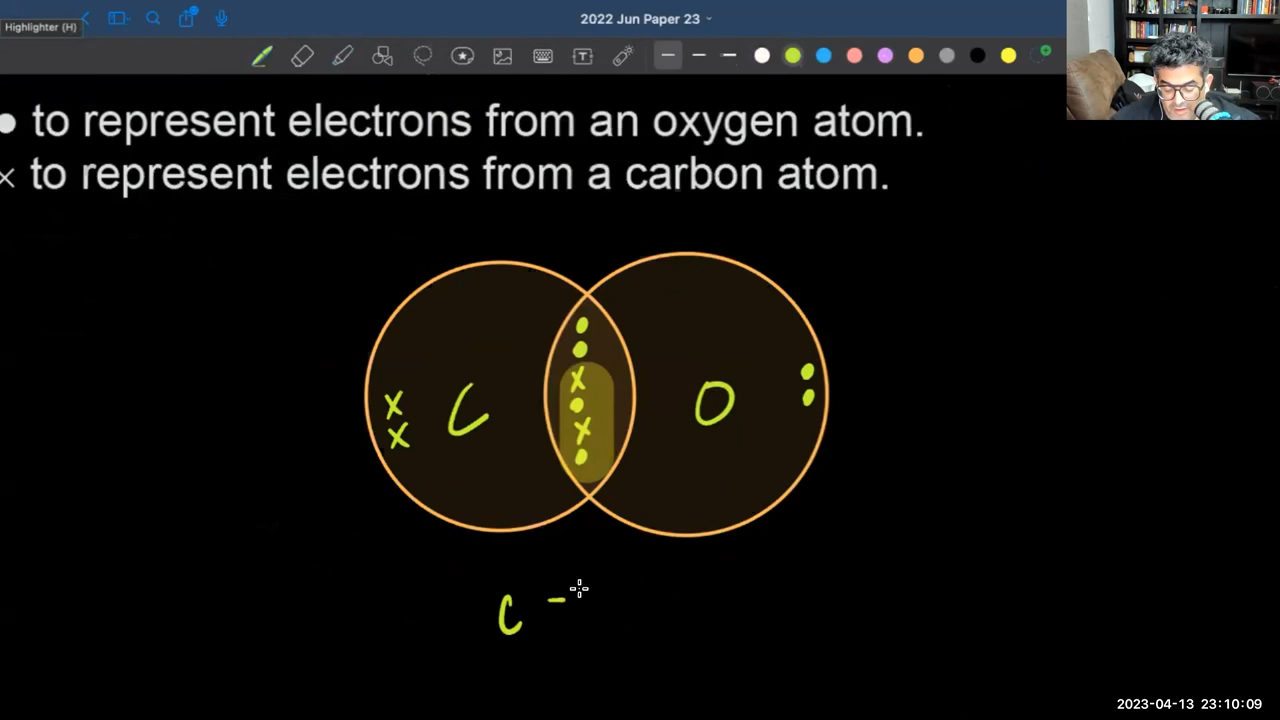 Highlighter (H)
2022 Jun Paper 23
● to represent electrons from an oxygen atom.
× to represent electrons from a carbon atom.
C
O
C -
2023-04-13 23:10:09